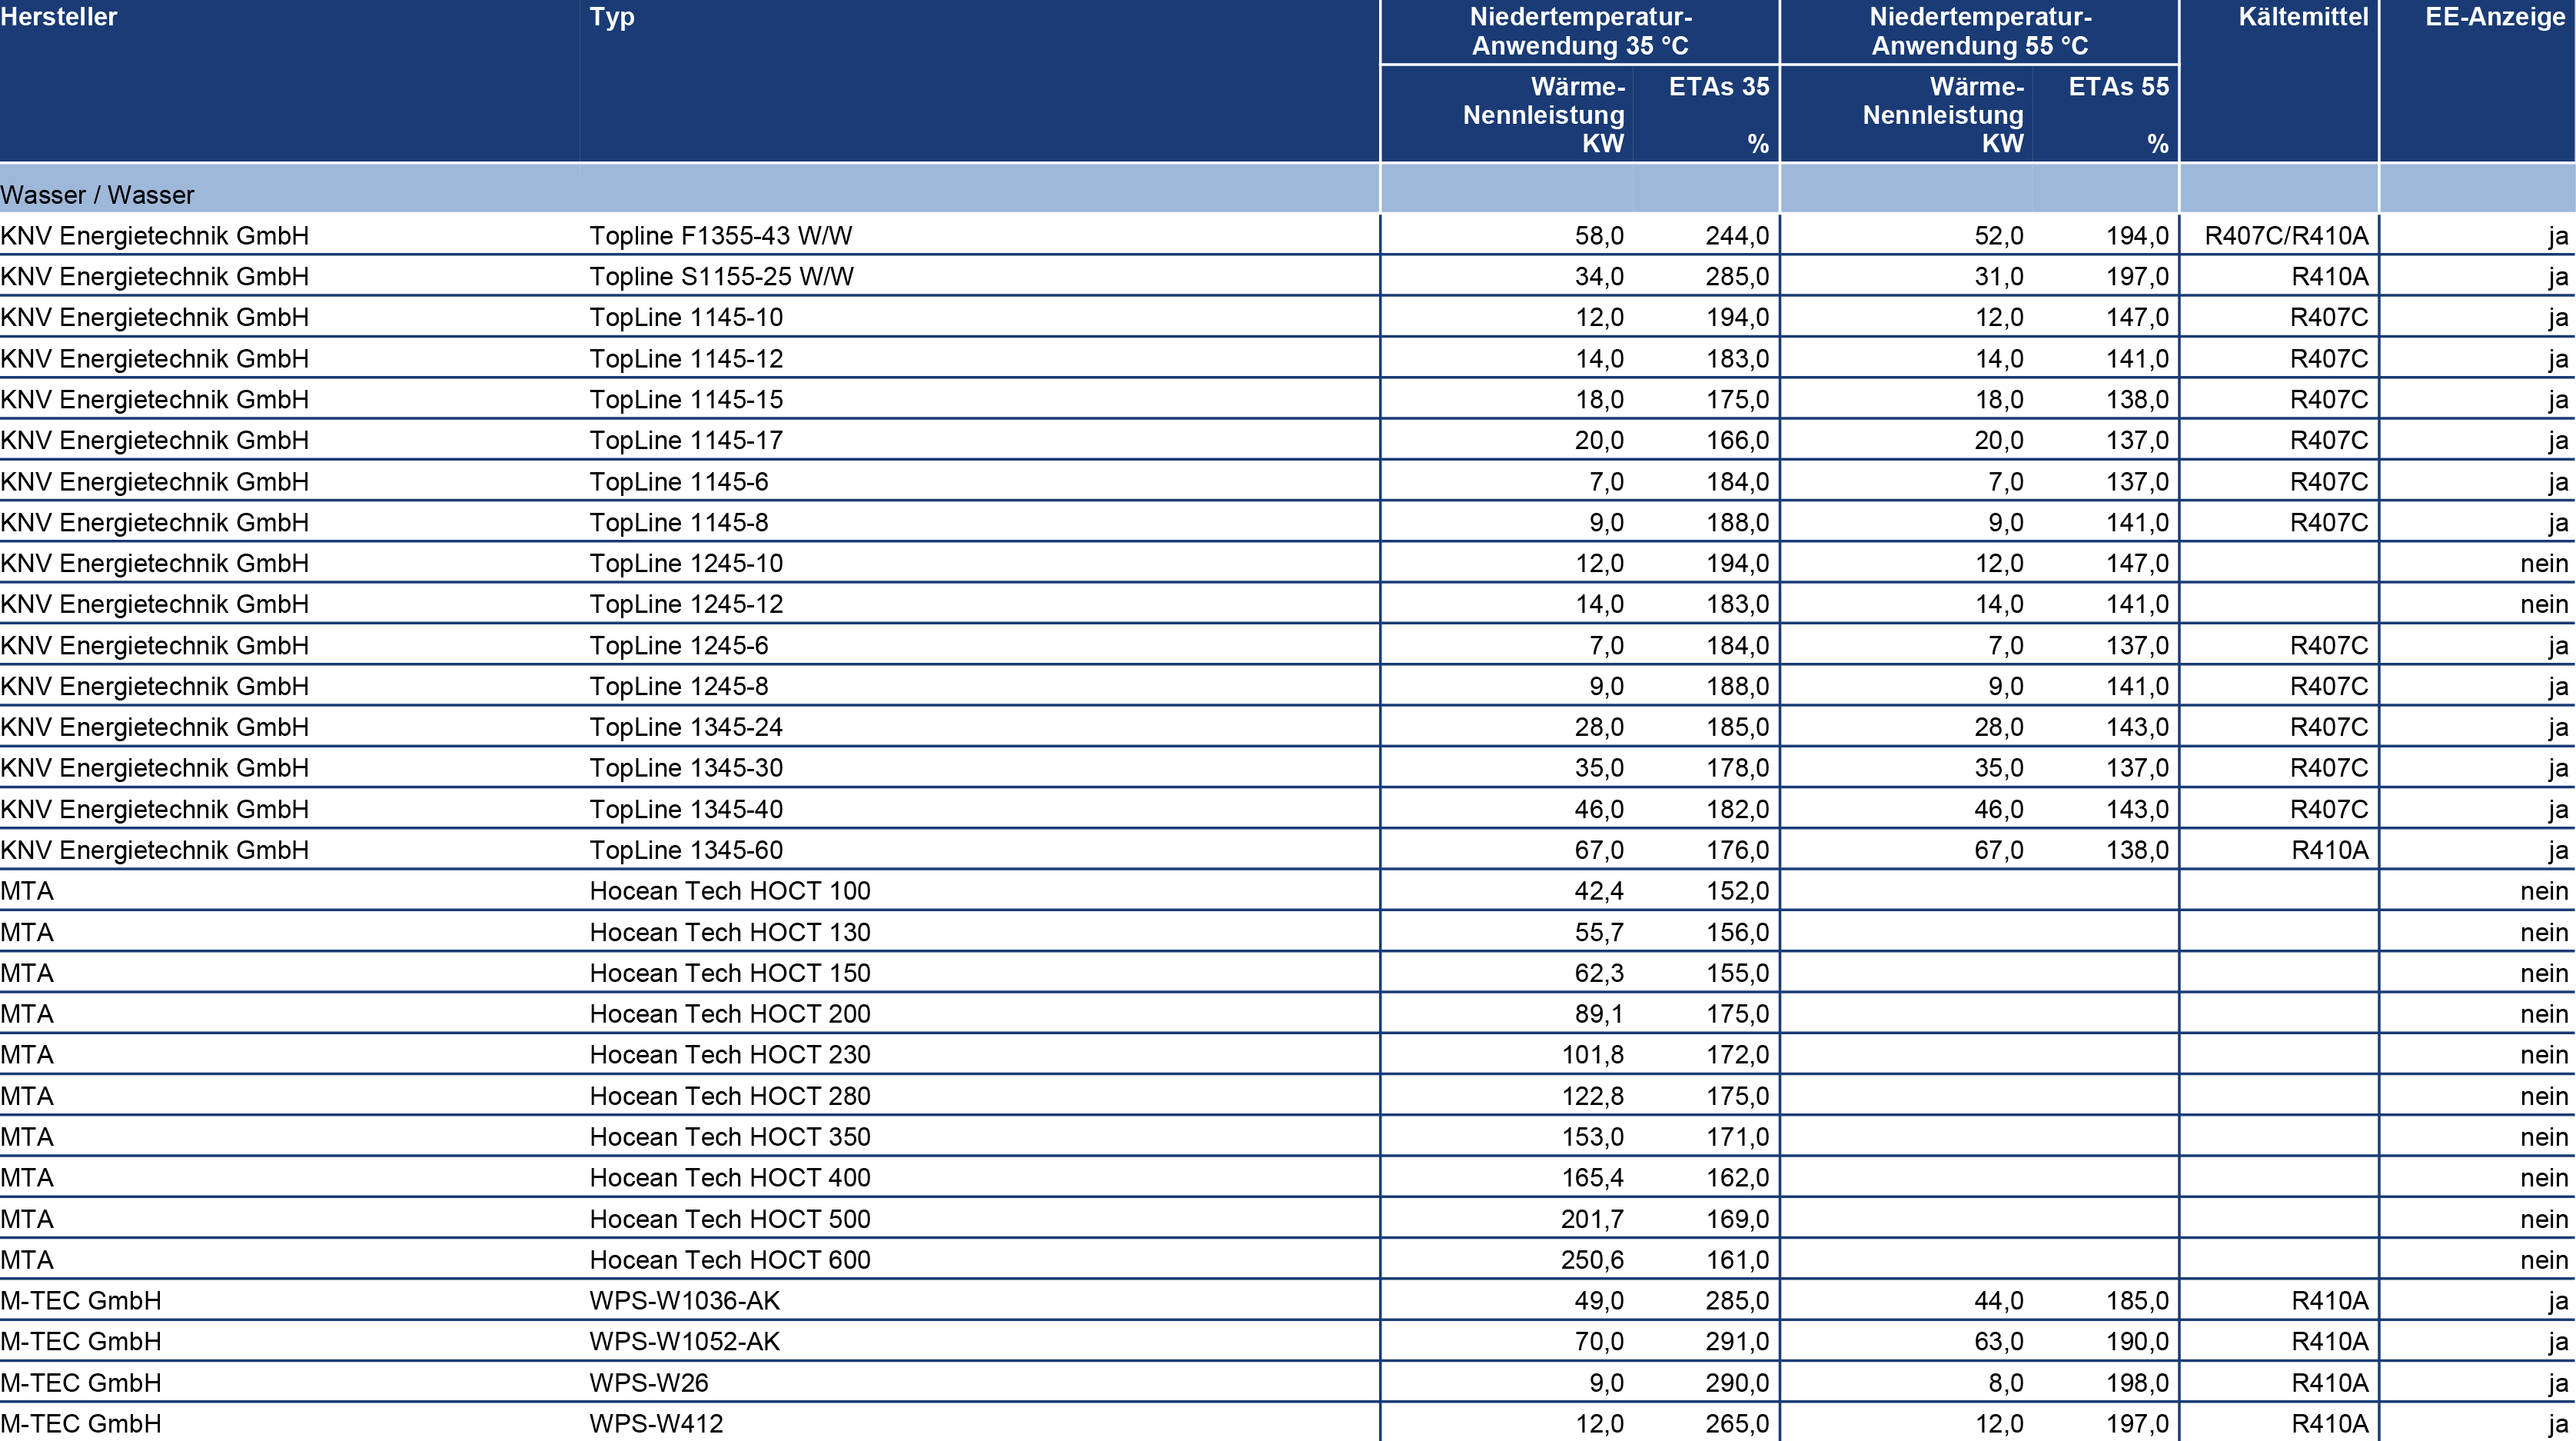 Hersteller Typ Niedertemperatur- Niedertemperatur- Kältemittel EE-Anzeige
Anwendung 35 °C Anwendung 55 °C
Wärme- ETAs 35 Wärme- ETAs 55
Nennleistung Nennleistung
KW % KW %
Wasser / Wasser
KNV Energietechnik GmbH Topline F1355-43 W/W 58,0 244,0 52,0 194,0 R407C/R410A ja
KNV Energietechnik GmbH Topline S1155-25 W/W 34,0 285,0 31,0 197,0 R410A ja
KNV Energietechnik GmbH TopLine 1145-10 12,0 194,0 12,0 147,0 R407C ja
KNV Energietechnik GmbH TopLine 1145-12 14,0 183,0 14,0 141,0 R407C ja
KNV Energietechnik GmbH TopLine 1145-15 18,0 175,0 18,0 138,0 R407C ja
KNV Energietechnik GmbH TopLine 1145-17 20,0 166,0 20,0 137,0 R407C ja
KNV Energietechnik GmbH TopLine 1145-6 7,0 184,0 7,0 137,0 R407C ja
KNV Energietechnik GmbH TopLine 1145-8 9,0 188,0 9,0 141,0 R407C ja
KNV Energietechnik GmbH TopLine 1245-10 12,0 194,0 12,0 147,0 nein
KNV Energietechnik GmbH TopLine 1245-12 14,0 183,0 14,0 141,0 nein
KNV Energietechnik GmbH TopLine 1245-6 7,0 184,0 7,0 137,0 R407C ja
KNV Energietechnik GmbH TopLine 1245-8 9,0 188,0 9,0 141,0 R407C ja
KNV Energietechnik GmbH TopLine 1345-24 28,0 185,0 28,0 143,0 R407C ja
KNV Energietechnik GmbH TopLine 1345-30 35,0 178,0 35,0 137,0 R407C ja
KNV Energietechnik GmbH TopLine 1345-40 46,0 182,0 46,0 143,0 R407C ja
KNV Energietechnik GmbH TopLine 1345-60 67,0 176,0 67,0 138,0 R410A ja
MTA Hocean Tech HOCT 100 42,4 152,0 nein
MTA Hocean Tech HOCT 130 55,7 156,0 nein
MTA Hocean Tech HOCT 150 62,3 155,0 nein
MTA Hocean Tech HOCT 200 89,1 175,0 nein
MTA Hocean Tech HOCT 230 101,8 172,0 nein
MTA Hocean Tech HOCT 280 122,8 175,0 nein
MTA Hocean Tech HOCT 350 153,0 171,0 nein
MTA Hocean Tech HOCT 400 165,4 162,0 nein
MTA Hocean Tech HOCT 500 201,7 169,0 nein
MTA Hocean Tech HOCT 600 250,6 161,0 nein
M-TEC GmbH WPS-W1036-AK 49,0 285,0 44,0 185,0 R410A ja
M-TEC GmbH WPS-W1052-AK 70,0 291,0 63,0 190,0 R410A ja
M-TEC GmbH WPS-W26 9,0 290,0 8,0 198,0 R410A ja
M-TEC GmbH WPS-W412 12,0 265,0 12,0 197,0 R410A ja